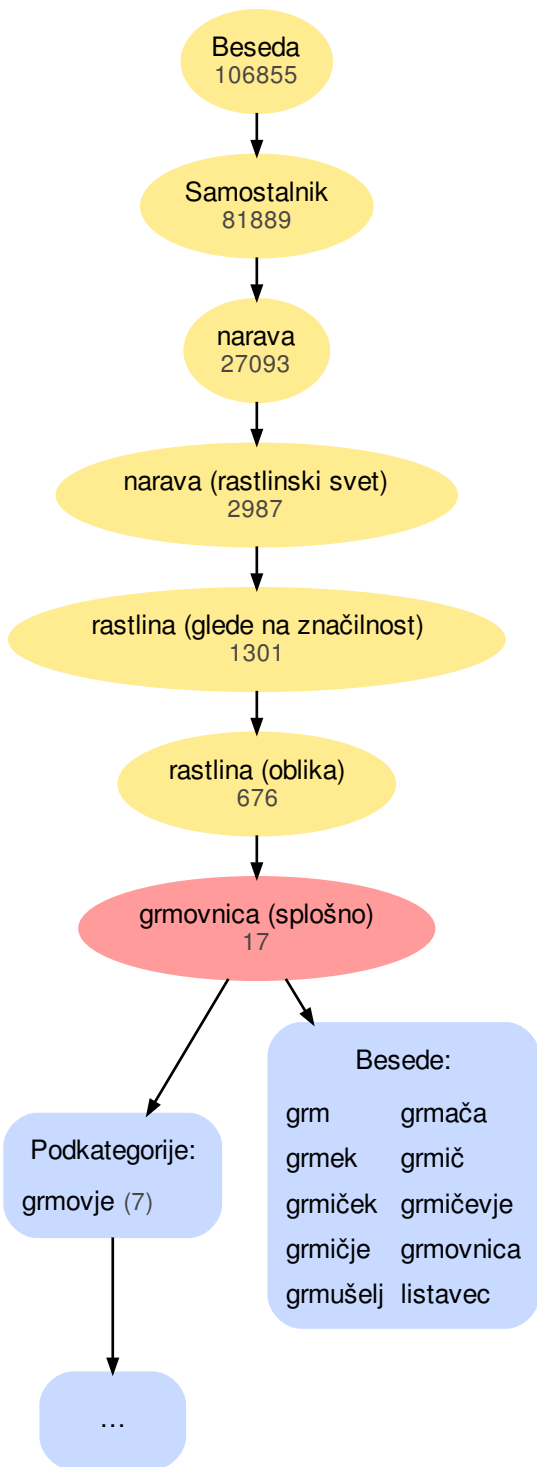 Beseda
106855
Samostalnik
81889
narava
27093
narava (rastlinski svet)
2987
rastlina (glede na značilnost)
1301
rastlina (oblika)
676
grmovnica (splošno)
17
Podkategorije:
grmovje (7)
...
Besede:
grm grmača
grmek grmič
grmiček grmičevje
grmičje grmovnica
grmušelj listavec